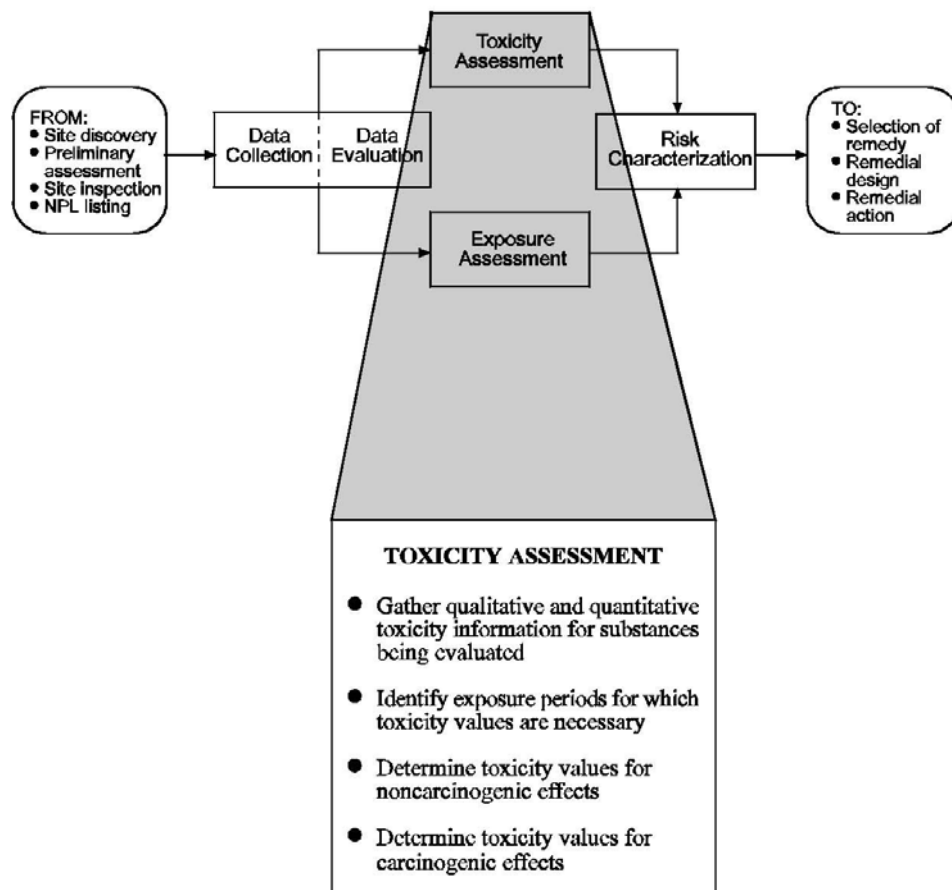 Toxicity
Assessment
FROM:
● Site discovery
● Preliminary
assessment
● Site inspection
● NPL listing
Data
Collection
Data
Evaluation
Risk
Characterization
TO:
● Selection of
remedy
● Remedial
design
● Remedial
action
Exposure
Assessment
TOXICITY ASSESSMENT
● Gather qualitative and quantitative
toxicity information for substances
being evaluated
● Identify exposure periods for which
toxicity values are necessary
● Determine toxicity values for
noncarcinogenic effects
● Determine toxicity values for
carcinogenic effects